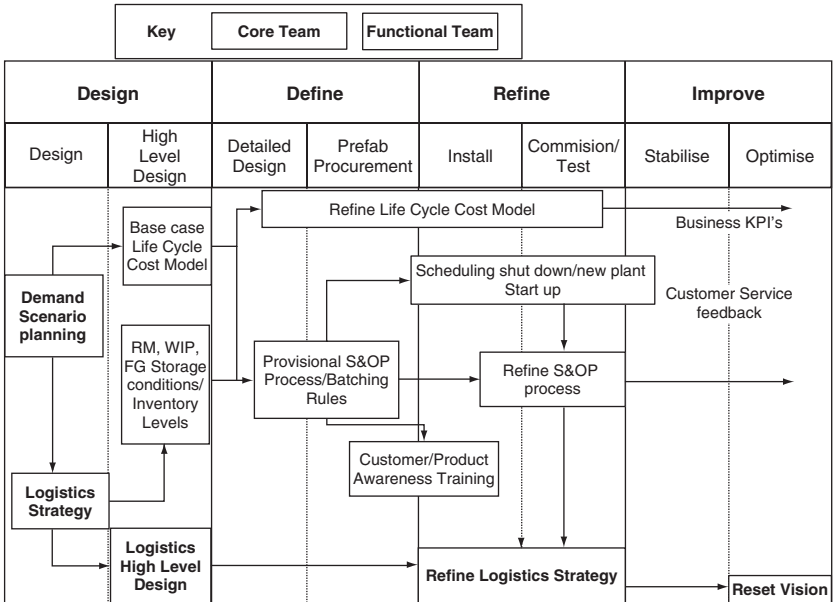 Key
Core Team
Functional Team
Design
Define
Refine
Improve
Design
High
Level
Design
Detailed
Design
Prefab
Procurement
Install
Commision/
Test
Stabilise
Optimise
Base case
Life Cycle
Cost Model
Refine Life Cycle Cost Model
Business KPI's
Demand
Scenario
planning
Scheduling shut down/new plant
Start up
Customer Service
feedback
RM, WIP,
FG Storage
conditions/
Inventory
Levels
Provisional S&OP
Process/Batching
Rules
Refine S&OP
process
Customer/Product
Awareness Training
Logistics
Strategy
Logistics
High Level
Design
Refine Logistics Strategy
Reset Vision